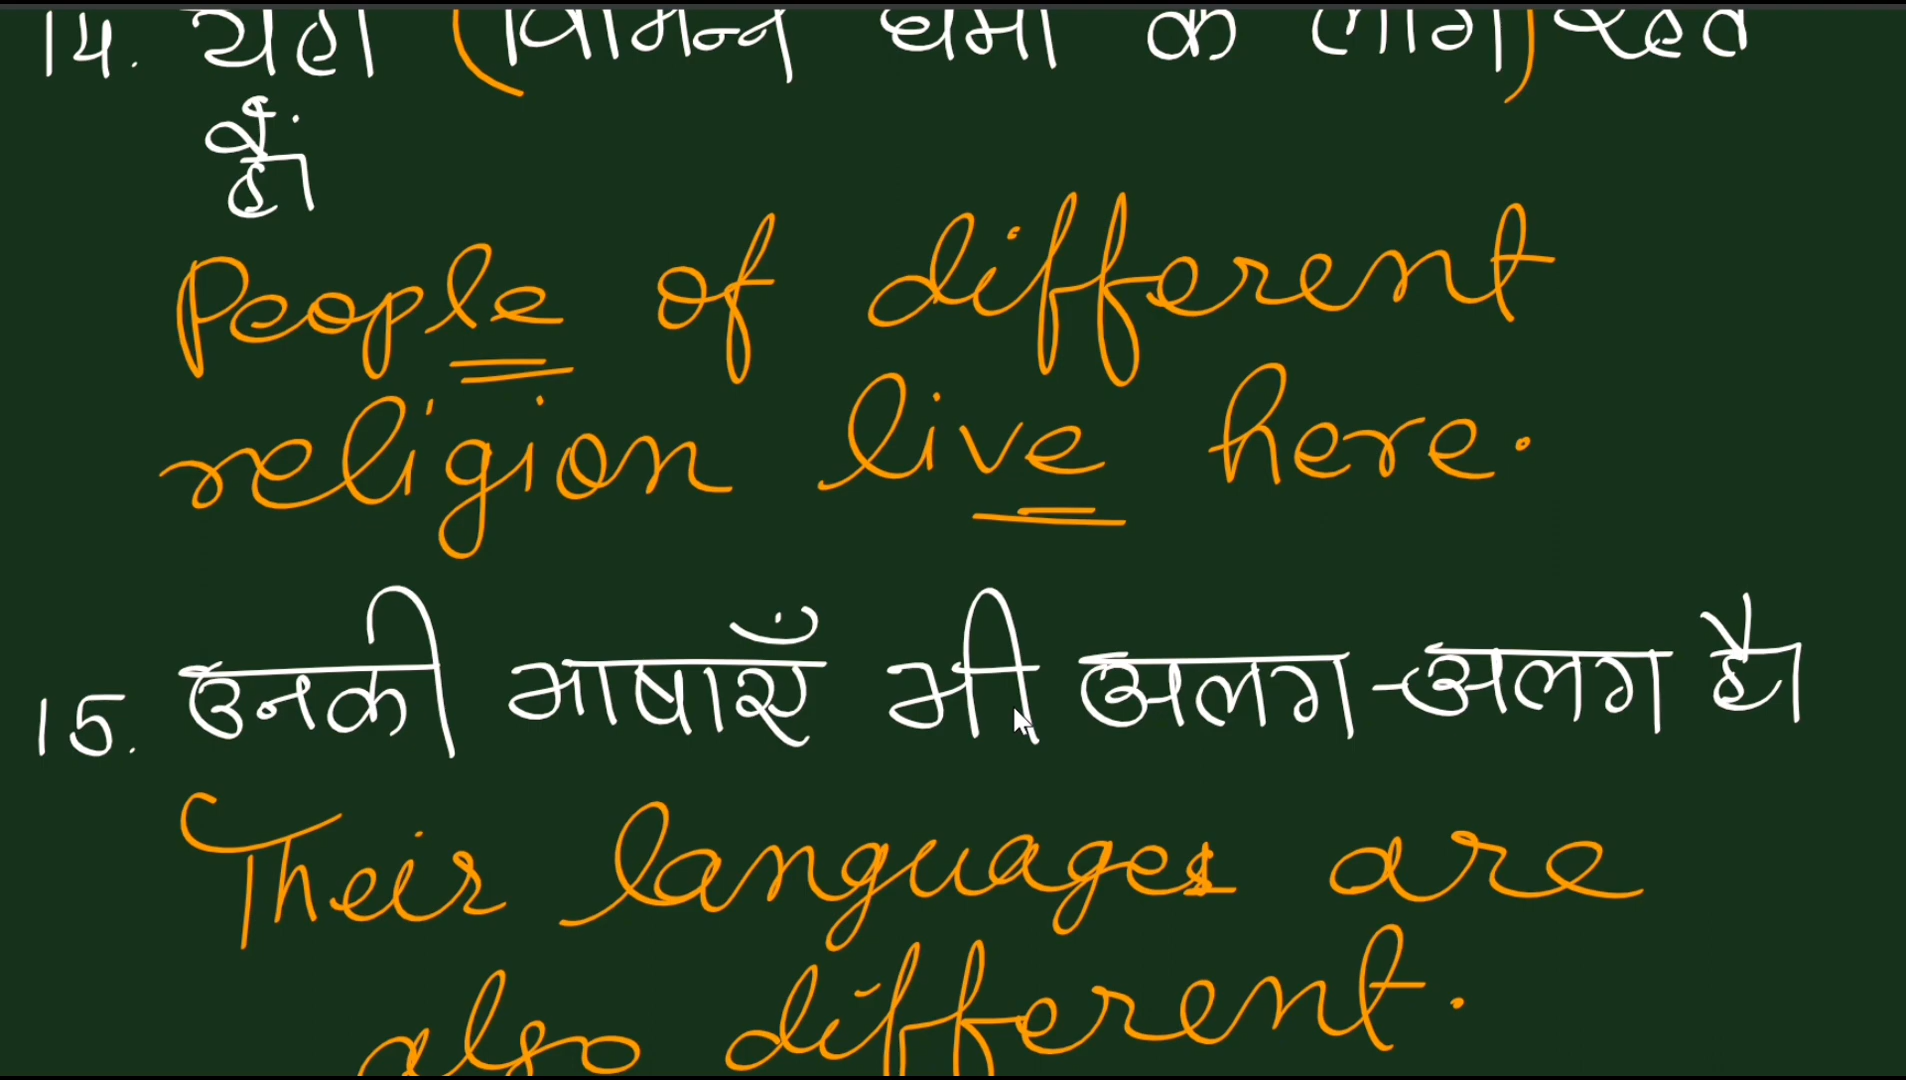 14. यहाँ (विभिन्न धर्मों के लोग) रहते
हैं।
People of different
religion live here.
15. उनकी भाषाएँ भी अलग-अलग है।
Their languages are
also different.